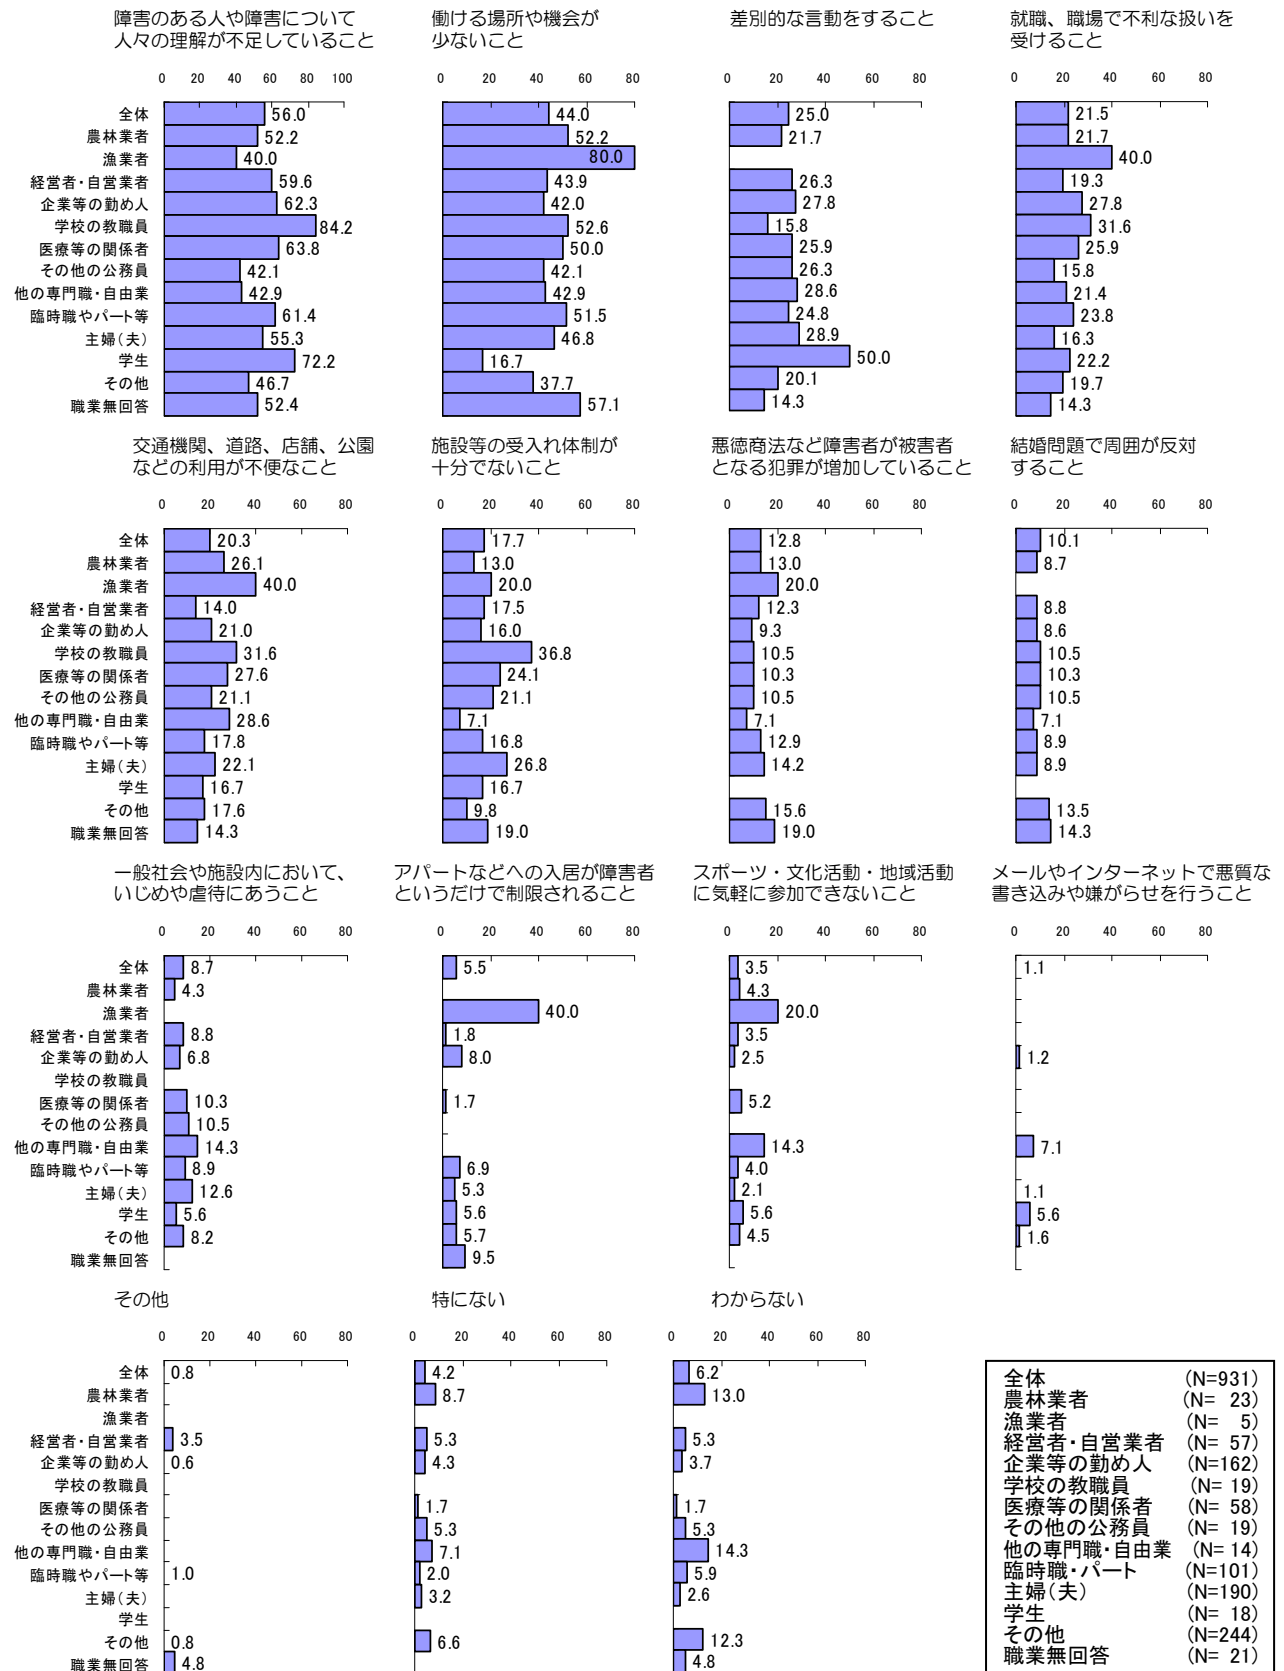 障害のある人や障害について
人々の理解が不足していること
0 20 40 60 80 100
全体 56.0
農林業者 52.2
漁業者 40.0
経営者・自営業者 59.6
企業等の勤め人 62.3
学校の教職員 84.2
医療等の関係者 63.8
その他の公務員 42.1
他の専門職・自由業 42.9
臨時職やパート等 61.4
主婦(夫) 55.3
学生 72.2
その他 46.7
職業無回答 52.4
働ける場所や機会が
少ないこと
0 20 40 60 80
44.0
52.2
80.0
43.9
42.0
52.6
50.0
42.1
42.9
51.5
46.8
16.7
37.7
57.1
差別的な言動をすること
0 20 40 60 80
25.0
21.7
26.3
27.8
15.8
25.9
26.3
28.6
24.8
28.9
50.0
20.1
14.3
就職、職場で不利な扱いを
受けること
0 20 40 60 80
21.5
21.7
40.0
19.3
27.8
31.6
25.9
15.8
21.4
23.8
16.3
22.2
19.7
14.3
交通機関、道路、店舗、公園
などの利用が不便なこと
0 20 40 60 80
全体 20.3
農林業者 26.1
漁業者 40.0
経営者・自営業者 14.0
企業等の勤め人 21.0
学校の教職員 31.6
医療等の関係者 27.6
その他の公務員 21.1
他の専門職・自由業 28.6
臨時職やパート等 17.8
主婦(夫) 22.1
学生 16.7
その他 17.6
職業無回答 14.3
施設等の受入れ体制が
十分でないこと
0 20 40 60 80
17.7
13.0
20.0
17.5
16.0
36.8
24.1
21.1
7.1
16.8
26.8
16.7
9.8
19.0
悪徳商法など障害者が被害者
となる犯罪が増加していること
0 20 40 60 80
12.8
13.0
20.0
12.3
9.3
10.5
10.3
10.5
7.1
12.9
14.2
15.6
19.0
結婚問題で周囲が反対
すること
0 20 40 60 80
10.1
8.7
8.8
8.6
10.5
10.3
10.5
7.1
8.9
8.9
13.5
14.3
一般社会や施設内において、
いじめや虐待にあうこと
0 20 40 60 80
全体 8.7
農林業者 4.3
漁業者
経営者・自営業者 8.8
企業等の勤め人 6.8
学校の教職員
医療等の関係者 10.3
その他の公務員 10.5
他の専門職・自由業 14.3
臨時職やパート等 8.9
主婦(夫) 12.6
学生 5.6
その他 8.2
職業無回答
アパートなどへの入居が障害者
というだけで制限されること
0 20 40 60 80
5.5
40.0
1.8
8.0
1.7
6.9
5.3
5.6
5.7
9.5
スポーツ・文化活動・地域活動
に気軽に参加できないこと
0 20 40 60 80
3.5
4.3
20.0
3.5
2.5
5.2
14.3
4.0
2.1
5.6
4.5
メールやインターネットで悪質な
書き込みや嫌がらせを行うこと
0 20 40 60 80
1.1
1.2
7.1
1.1
5.6
1.6
その他
0 20 40 60 80
全体 0.8
農林業者
漁業者
経営者・自営業者 3.5
企業等の勤め人 0.6
学校の教職員
医療等の関係者
その他の公務員
他の専門職・自由業
臨時職やパート等 1.0
主婦(夫)
学生
その他 0.8
職業無回答 4.8
特にない
0 20 40 60 80
4.2
8.7
5.3
4.3
1.7
5.3
7.1
2.0
3.2
6.6
わからない
0 20 40 60 80
6.2
13.0
5.3
3.7
1.7
5.3
14.3
5.9
2.6
12.3
4.8
全体 (N=931)
農林業者 (N= 23)
漁業者 (N= 5)
経営者・自営業者 (N= 57)
企業等の勤め人 (N=162)
学校の教職員 (N= 19)
医療等の関係者 (N= 58)
その他の公務員 (N= 19)
他の専門職・自由業 (N= 14)
臨時職・パート (N=101)
主婦(夫) (N=190)
学生 (N= 18)
その他 (N=244)
職業無回答 (N= 21)